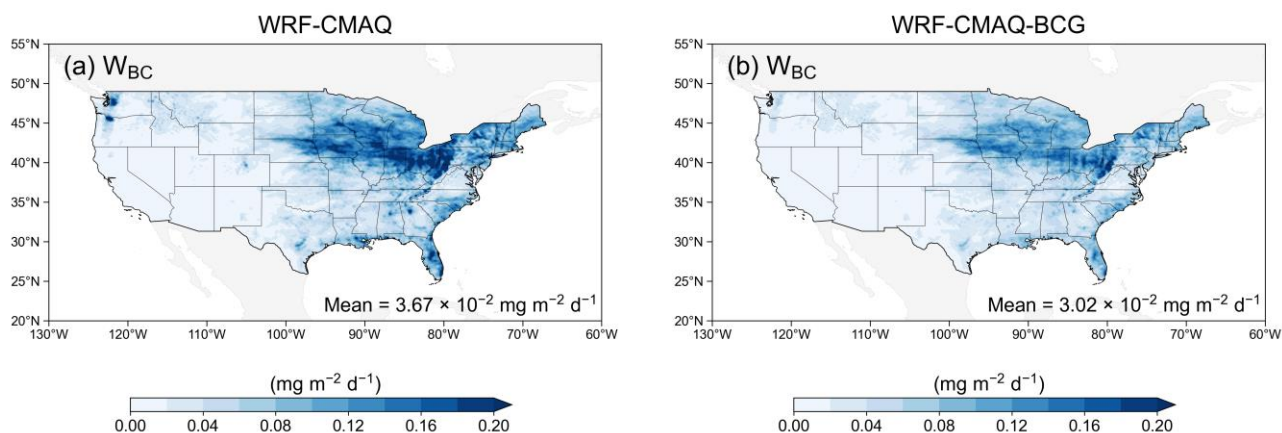 WRF-CMAQ
55°N
50°N
45°N
40°N
35°N
30°N
25°N
20°N
(a) W_BC
Mean = 3.67 × 10⁻² mg m⁻² d⁻¹
130°W 120°W 110°W 100°W 90°W 80°W 70°W 60°W
(mg m⁻² d⁻¹)
0.00 0.04 0.08 0.12 0.16 0.20
WRF-CMAQ-BCG
55°N
50°N
45°N
40°N
35°N
30°N
25°N
20°N
(b) W_BC
Mean = 3.02 × 10⁻² mg m⁻² d⁻¹
130°W 120°W 110°W 100°W 90°W 80°W 70°W 60°W
(mg m⁻² d⁻¹)
0.00 0.04 0.08 0.12 0.16 0.20